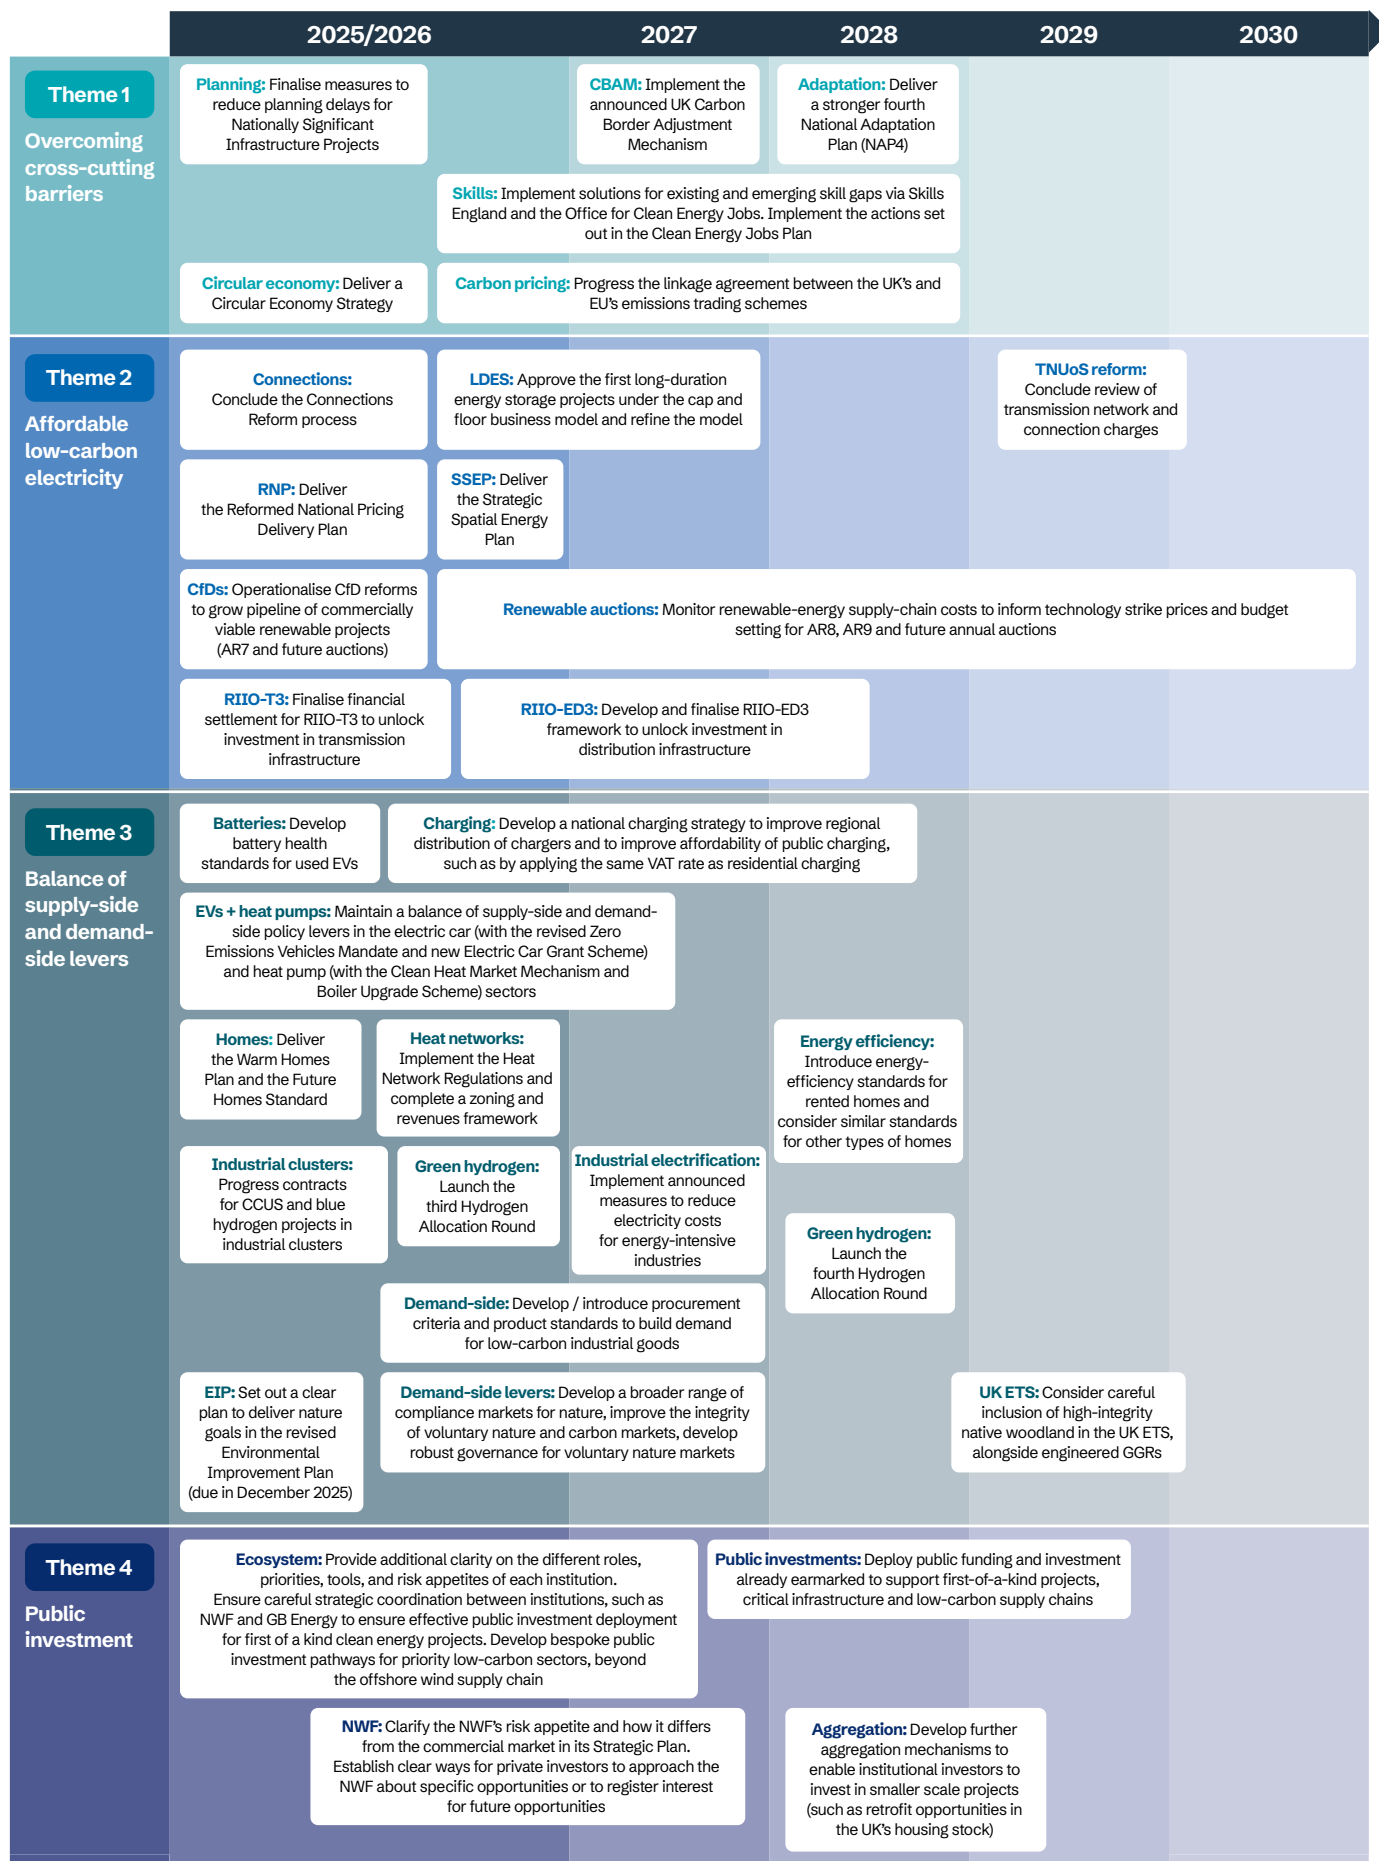 2025/2026
2027
2028
2029
2030
Theme 1
Overcoming
cross-cutting
barriers
Planning: Finalise measures to
reduce planning delays for
Nationally Significant
Infrastructure Projects
CBAM: Implement the
announced UK Carbon
Border Adjustment
Mechanism
Adaptation: Deliver
a stronger fourth
National Adaptation
Plan (NAP4)
Skills: Implement solutions for existing and emerging skill gaps via Skills
England and the Office for Clean Energy Jobs. Implement the actions set
out in the Clean Energy Jobs Plan
Circular economy: Deliver a
Circular Economy Strategy
Carbon pricing: Progress the linkage agreement between the UK's and
EU's emissions trading schemes
Theme 2
Affordable
low-carbon
electricity
Connections:
Conclude the Connections
Reform process
LDES: Approve the first long-duration
energy storage projects under the cap and
floor business model and refine the model
TNUoS reform:
Conclude review of
transmission network and
connection charges
RNP: Deliver
the Reformed National Pricing
Delivery Plan
SSEP: Deliver
the Strategic
Spatial Energy
Plan
CfDs: Operationalise CfD reforms
to grow pipeline of commercially
viable renewable projects
(AR7 and future auctions)
Renewable auctions: Monitor renewable-energy supply-chain costs to inform technology strike prices and budget
setting for AR8, AR9 and future annual auctions
RIIO-T3: Finalise financial
settlement for RIIO-T3 to unlock
investment in transmission
infrastructure
RIIO-ED3: Develop and finalise RIIO-ED3
framework to unlock investment in
distribution infrastructure
Theme 3
Balance of
supply-side
and demand-
side levers
Batteries: Develop
battery health
standards for used EVs
Charging: Develop a national charging strategy to improve regional
distribution of chargers and to improve affordability of public charging,
such as by applying the same VAT rate as residential charging
EVs + heat pumps: Maintain a balance of supply-side and demand-
side policy levers in the electric car (with the revised Zero
Emissions Vehicles Mandate and new Electric Car Grant Scheme)
and heat pump (with the Clean Heat Market Mechanism and
Boiler Upgrade Scheme) sectors
Homes: Deliver
the Warm Homes
Plan and the Future
Homes Standard
Heat networks:
Implement the Heat
Network Regulations and
complete a zoning and
revenues framework
Energy efficiency:
Introduce energy-
efficiency standards for
rented homes and
consider similar standards
for other types of homes
Industrial clusters:
Progress contracts
for CCUS and blue
hydrogen projects in
industrial clusters
Green hydrogen:
Launch the
third Hydrogen
Allocation Round
Industrial electrification:
Implement announced
measures to reduce
electricity costs
for energy-intensive
industries
Green hydrogen:
Launch the
fourth Hydrogen
Allocation Round
Demand-side: Develop / introduce procurement
criteria and product standards to build demand
for low-carbon industrial goods
EIP: Set out a clear
plan to deliver nature
goals in the revised
Environmental
Improvement Plan
(due in December 2025)
Demand-side levers: Develop a broader range of
compliance markets for nature, improve the integrity
of voluntary nature and carbon markets, develop
robust governance for voluntary nature markets
UK ETS: Consider careful
inclusion of high-integrity
native woodland in the UK ETS,
alongside engineered GGRs
Theme 4
Public
investment
Ecosystem: Provide additional clarity on the different roles,
priorities, tools, and risk appetites of each institution.
Ensure careful strategic coordination between institutions, such as
NWF and GB Energy to ensure effective public investment deployment
for first of a kind clean energy projects. Develop bespoke public
investment pathways for priority low-carbon sectors, beyond
the offshore wind supply chain
Public investments: Deploy public funding and investment
already earmarked to support first-of-a-kind projects,
critical infrastructure and low-carbon supply chains
NWF: Clarify the NWF's risk appetite and how it differs
from the commercial market in its Strategic Plan.
Establish clear ways for private investors to approach the
NWF about specific opportunities or to register interest
for future opportunities
Aggregation: Develop further
aggregation mechanisms to
enable institutional investors to
invest in smaller scale projects
(such as retrofit opportunities in
the UK's housing stock)